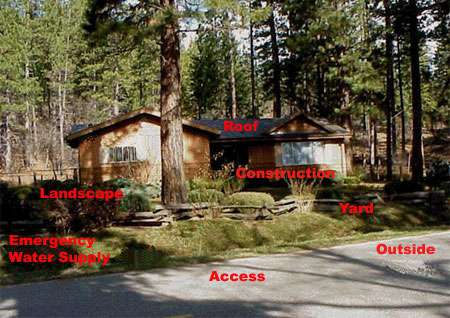 Roof
Construction
Landscape
Yard
Emergency
Water Supply
Outside
Access